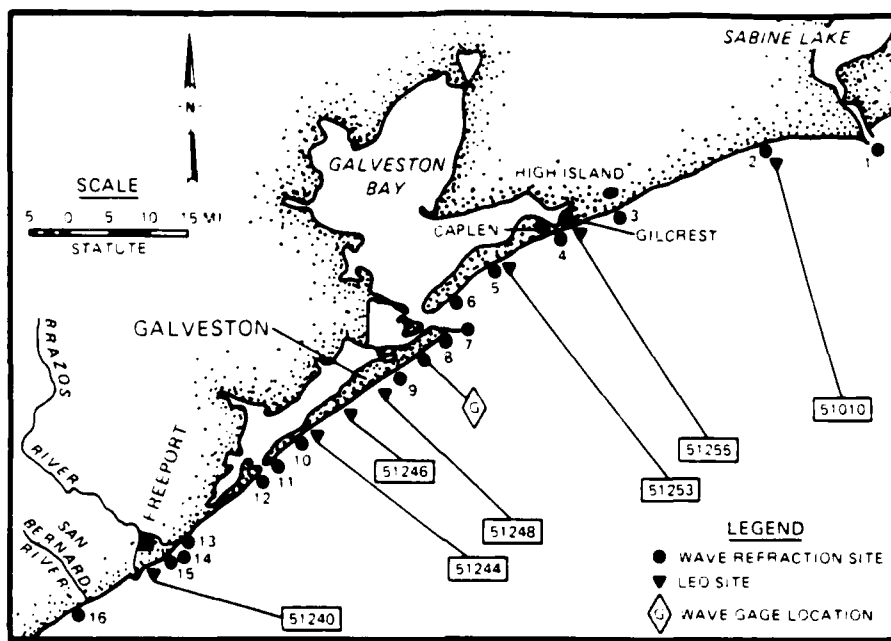 SABINE LAKE
N
GALVESTON
BAY
HIGH ISLAND
2
1
SCALE
5 0 5 10 15 MI
STATUTE
3
CAPLEN
GILCREST
4
5
6
GALVESTON
7
8
9
G
BRAZOS
RIVER
FREEPORT
51010
51255
51246
51253
10
11
12
51248
SAN
BERNARD
RIVER
13
14
15
51244
51240
16
LEGEND
WAVE REFRACTION SITE
LEO SITE
G WAVE GAGE LOCATION